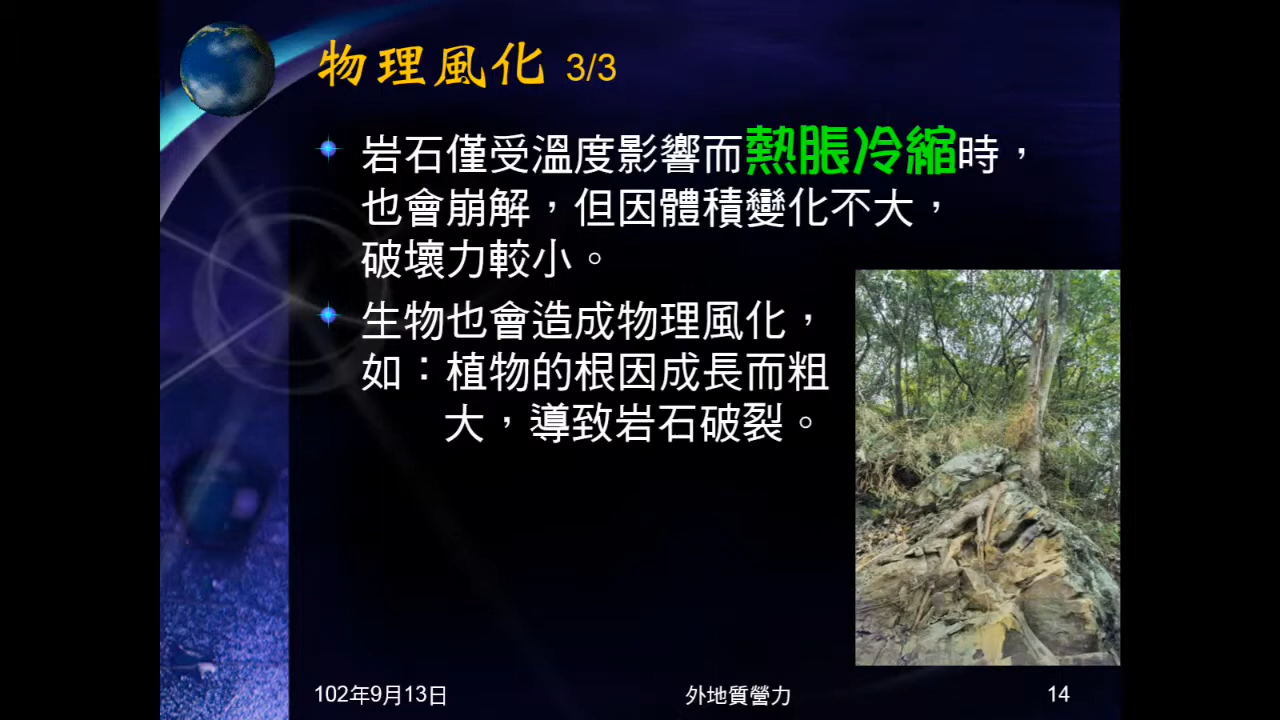 物理風化 3/3
岩石僅受溫度影響而熱脹冷縮時，
也會崩解，但因體積變化不大，
破壞力較小。
生物也會造成物理風化，
如：植物的根因成長而粗
大，導致岩石破裂。
102年9月13日
外地質營力
14